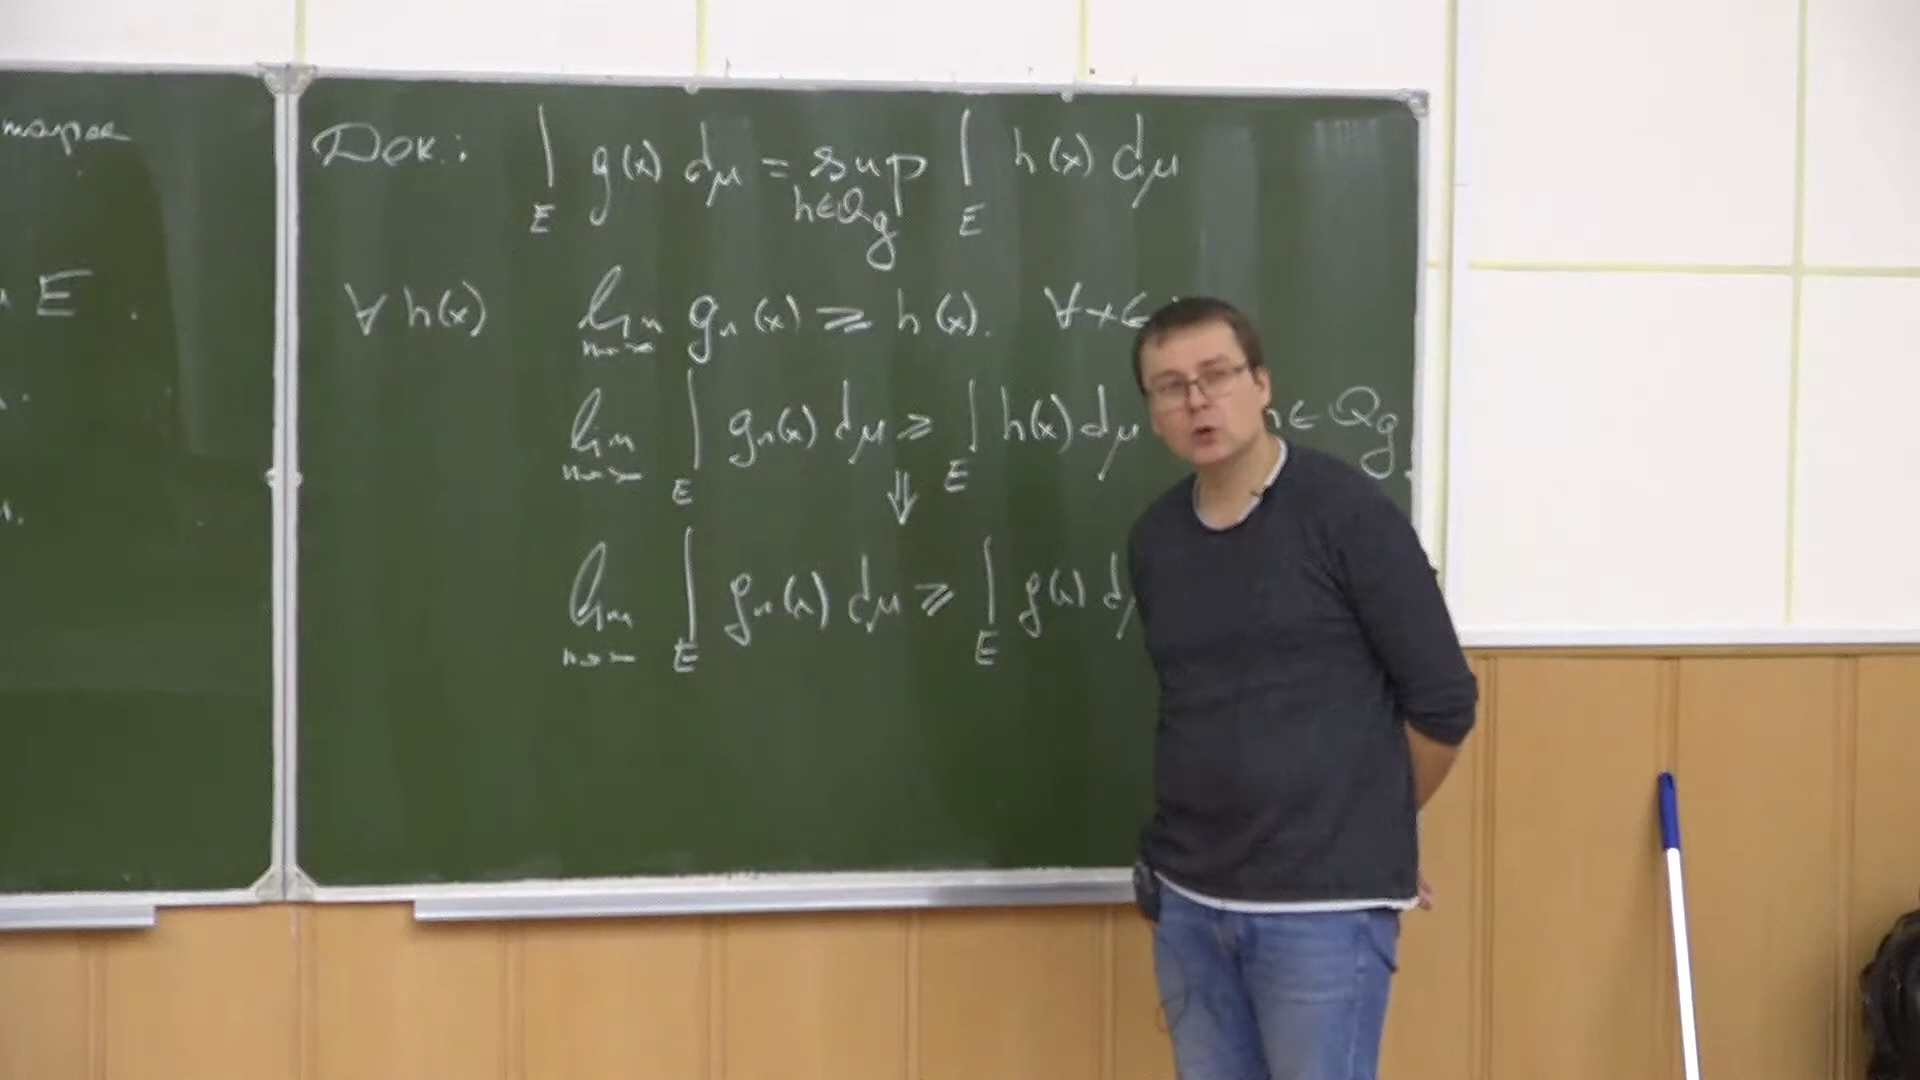 E .
Док.: ∫_E g(x) dμ = sup_{h∈Q_g} ∫_E h(x) dμ
∀ h(x) lim_{n→∞} g_n(x) ⩾ h(x). ∀ x ∈
lim_{n→∞} ∫_E g_n(x) dμ ⩾ ∫_E h(x) dμ h ∈ Q_g.
⇓
lim_{n→∞} ∫_E g_n(x) dμ ⩾ ∫_E g(x) d